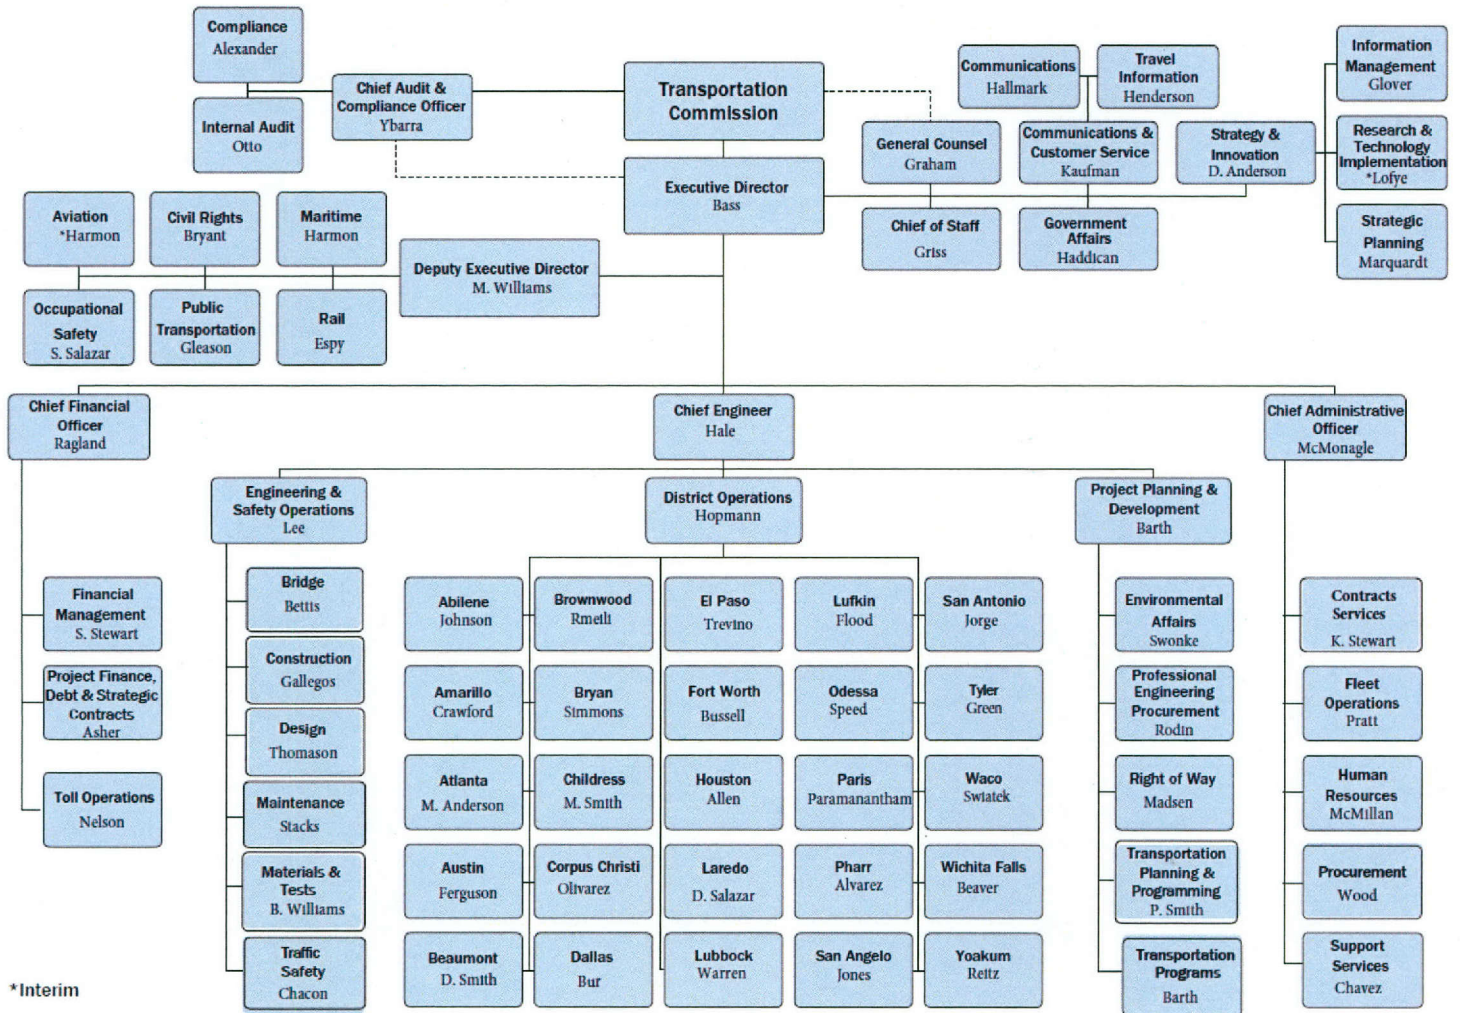 Compliance
Alexander
Chief Audit &
Compliance Officer
Ybarra
Internal Audit
Otto
Transportation
Commission
Executive Director
Bass
Communications
Hallmark
Travel
Information
Henderson
General Counsel
Graham
Communications &
Customer Service
Kaufman
Strategy &
Innovation
D. Anderson
Chief of Staff
Griss
Government
Affairs
Haddican
Information
Management
Glover
Research &
Technology
Implementation
*Lofye
Strategic
Planning
Marquardt
Aviation
*Harmon
Civil Rights
Bryant
Maritime
Harmon
Deputy Executive Director
M. Williams
Occupational
Safety
S. Salazar
Public
Transportation
Gleason
Rail
Espy
Chief Financial
Officer
Ragland
Chief Engineer
Hale
Chief Administrative
Officer
McMonagle
Engineering &
Safety Operations
Lee
District Operations
Hopmann
Project Planning &
Development
Barth
Financial
Management
S. Stewart
Project Finance,
Debt & Strategic
Contracts
Asher
Toll Operations
Nelson
Bridge
Bettis
Construction
Gallegos
Design
Thomason
Maintenance
Stacks
Materials &
Tests
B. Williams
Traffic
Safety
Chacon
Abilene
Johnson
Brownwood
Rmeili
El Paso
Trevino
Lufkin
Flood
San Antonio
Jorge
Amarillo
Crawford
Bryan
Simmons
Fort Worth
Bussell
Odessa
Speed
Tyler
Green
Atlanta
M. Anderson
Childress
M. Smith
Houston
Allen
Paris
Paramanantham
Waco
Swiatek
Austin
Ferguson
Corpus Christi
Olivarez
Laredo
D. Salazar
Pharr
Alvarez
Wichita Falls
Beaver
Beaumont
D. Smith
Dallas
Bur
Lubbock
Warren
San Angelo
Jones
Yoakum
Reitz
Environmental
Affairs
Swonke
Professional
Engineering
Procurement
Rodin
Right of Way
Madsen
Transportation
Planning &
Programming
P. Smith
Transportation
Programs
Barth
Contracts
Services
K. Stewart
Fleet
Operations
Pratt
Human
Resources
McMillan
Procurement
Wood
Support
Services
Chavez
*Interim